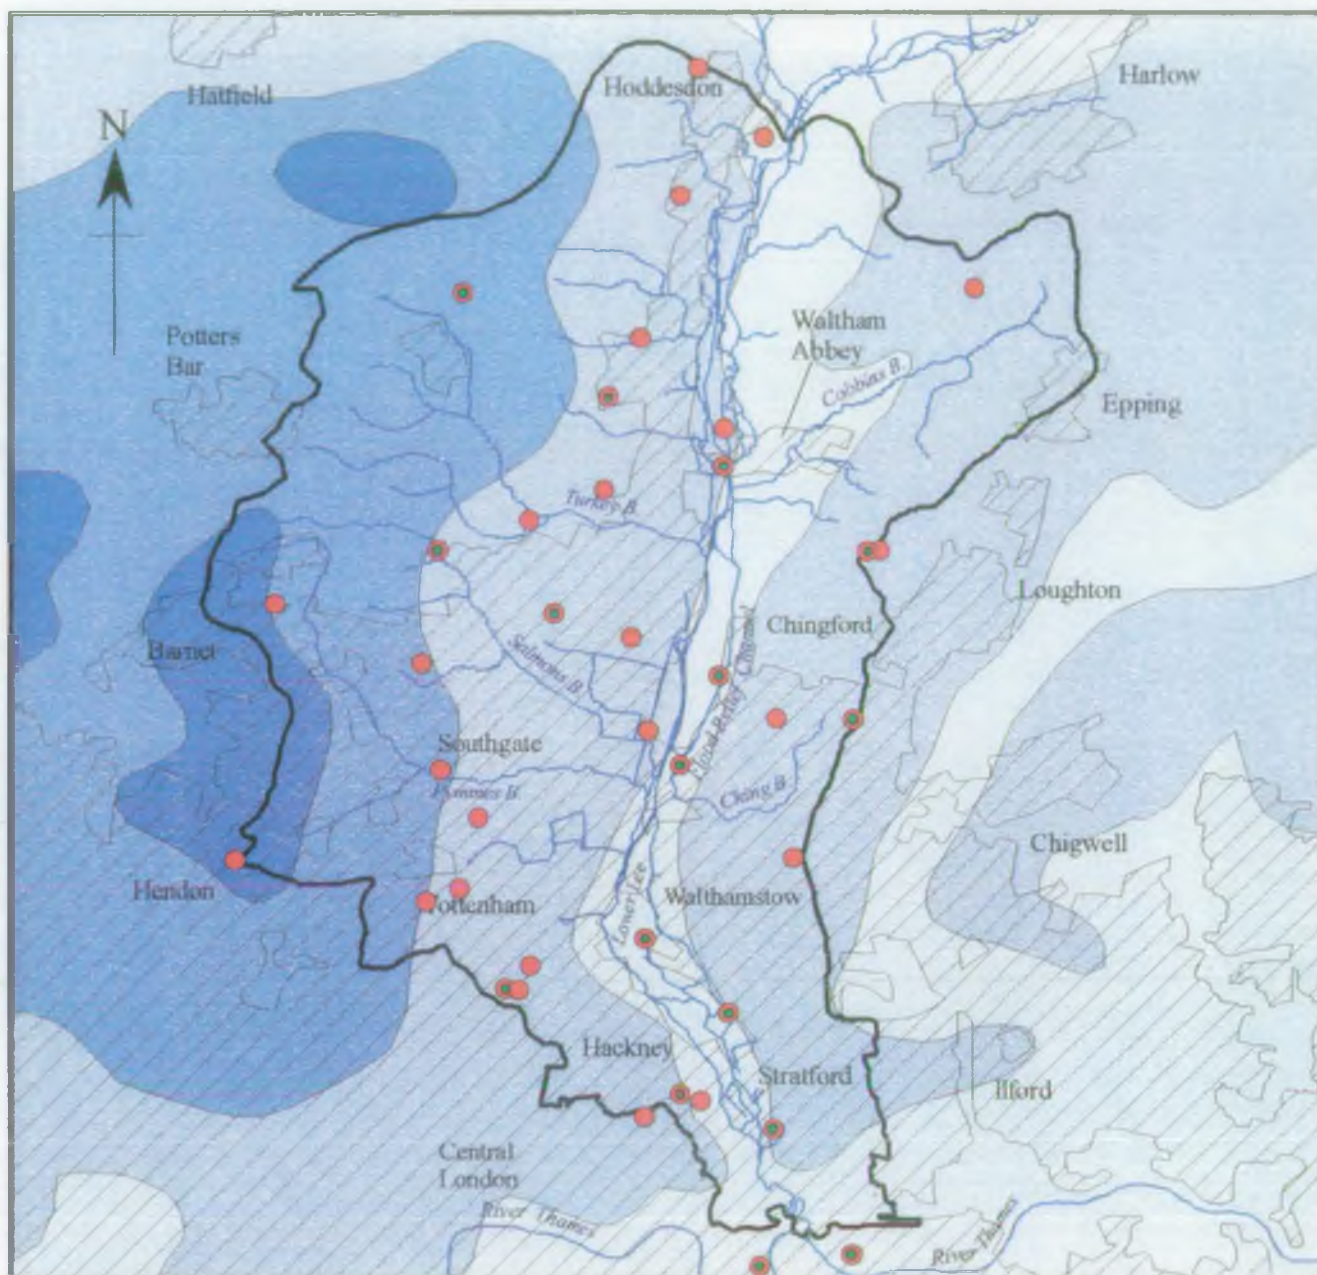 Hatfield
Hoddesdon
Harlow
N
Potters
Bar
Waltham
Abbey
Cobbins B.
Epping
Turkey B.
Loughton
Chingford
Barnet
Salmons B.
Flood Relief Channel
Southgate
Pymmes B.
Ching B.
Chigwell
Hendon
Tottenham
Walthamstow
Lower Lee
Hackney
Stratford
Ilford
Central
London
River Thames
River Thames